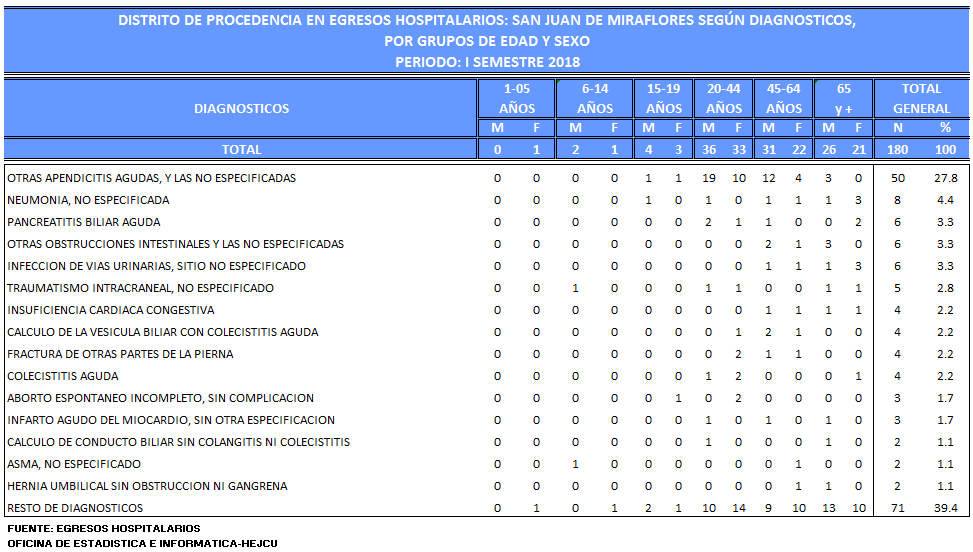 DISTRITO DE PROCEDENCIA EN EGRESOS HOSPITALARIOS: SAN JUAN DE MIRAFLORES SEGÚN DIAGNOSTICOS,
POR GRUPOS DE EDAD Y SEXO
PERIODO: I SEMESTRE 2018
DIAGNOSTICOS 1-05 AÑOS 6-14 AÑOS 15-19 AÑOS 20-44 AÑOS 45-64 AÑOS 65 y + TOTAL GENERAL
M F M F M F M F M F M F N %
TOTAL 0 1 2 1 4 3 36 33 31 22 26 21 180 100
OTRAS APENDICITIS AGUDAS, Y LAS NO ESPECIFICADAS 0 0 0 0 1 1 19 10 12 4 3 0 50 27.8
NEUMONIA, NO ESPECIFICADA 0 0 0 0 1 0 1 0 1 1 1 3 8 4.4
PANCREATITIS BILIAR AGUDA 0 0 0 0 0 0 2 1 1 0 0 2 6 3.3
OTRAS OBSTRUCCIONES INTESTINALES Y LAS NO ESPECIFICADAS 0 0 0 0 0 0 0 0 2 1 3 0 6 3.3
INFECCION DE VIAS URINARIAS, SITIO NO ESPECIFICADO 0 0 0 0 0 0 0 0 1 1 1 3 6 3.3
TRAUMATISMO INTRACRANEAL, NO ESPECIFICADO 0 0 1 0 0 0 1 1 0 0 1 1 5 2.8
INSUFICIENCIA CARDIACA CONGESTIVA 0 0 0 0 0 0 0 0 1 1 1 1 4 2.2
CALCULO DE LA VESICULA BILIAR CON COLECISTITIS AGUDA 0 0 0 0 0 0 0 1 2 1 0 0 4 2.2
FRACTURA DE OTRAS PARTES DE LA PIERNA 0 0 0 0 0 0 0 2 1 1 0 0 4 2.2
COLECISTITIS AGUDA 0 0 0 0 0 0 1 2 0 0 0 1 4 2.2
ABORTO ESPONTANEO INCOMPLETO, SIN COMPLICACION 0 0 0 0 0 1 0 2 0 0 0 0 3 1.7
INFARTO AGUDO DEL MIOCARDIO, SIN OTRA ESPECIFICACION 0 0 0 0 0 0 1 0 1 0 1 0 3 1.7
CALCULO DE CONDUCTO BILIAR SIN COLANGITIS NI COLECISTITIS 0 0 0 0 0 0 1 0 0 0 1 0 2 1.1
ASMA, NO ESPECIFICADO 0 0 1 0 0 0 0 0 0 1 0 0 2 1.1
HERNIA UMBILICAL SIN OBSTRUCCION NI GANGRENA 0 0 0 0 0 0 0 0 0 1 1 0 2 1.1
RESTO DE DIAGNOSTICOS 0 1 0 1 2 1 10 14 9 10 13 10 71 39.4
FUENTE: EGRESOS HOSPITALARIOS
OFICINA DE ESTADISTICA E INFORMATICA-HEJCU